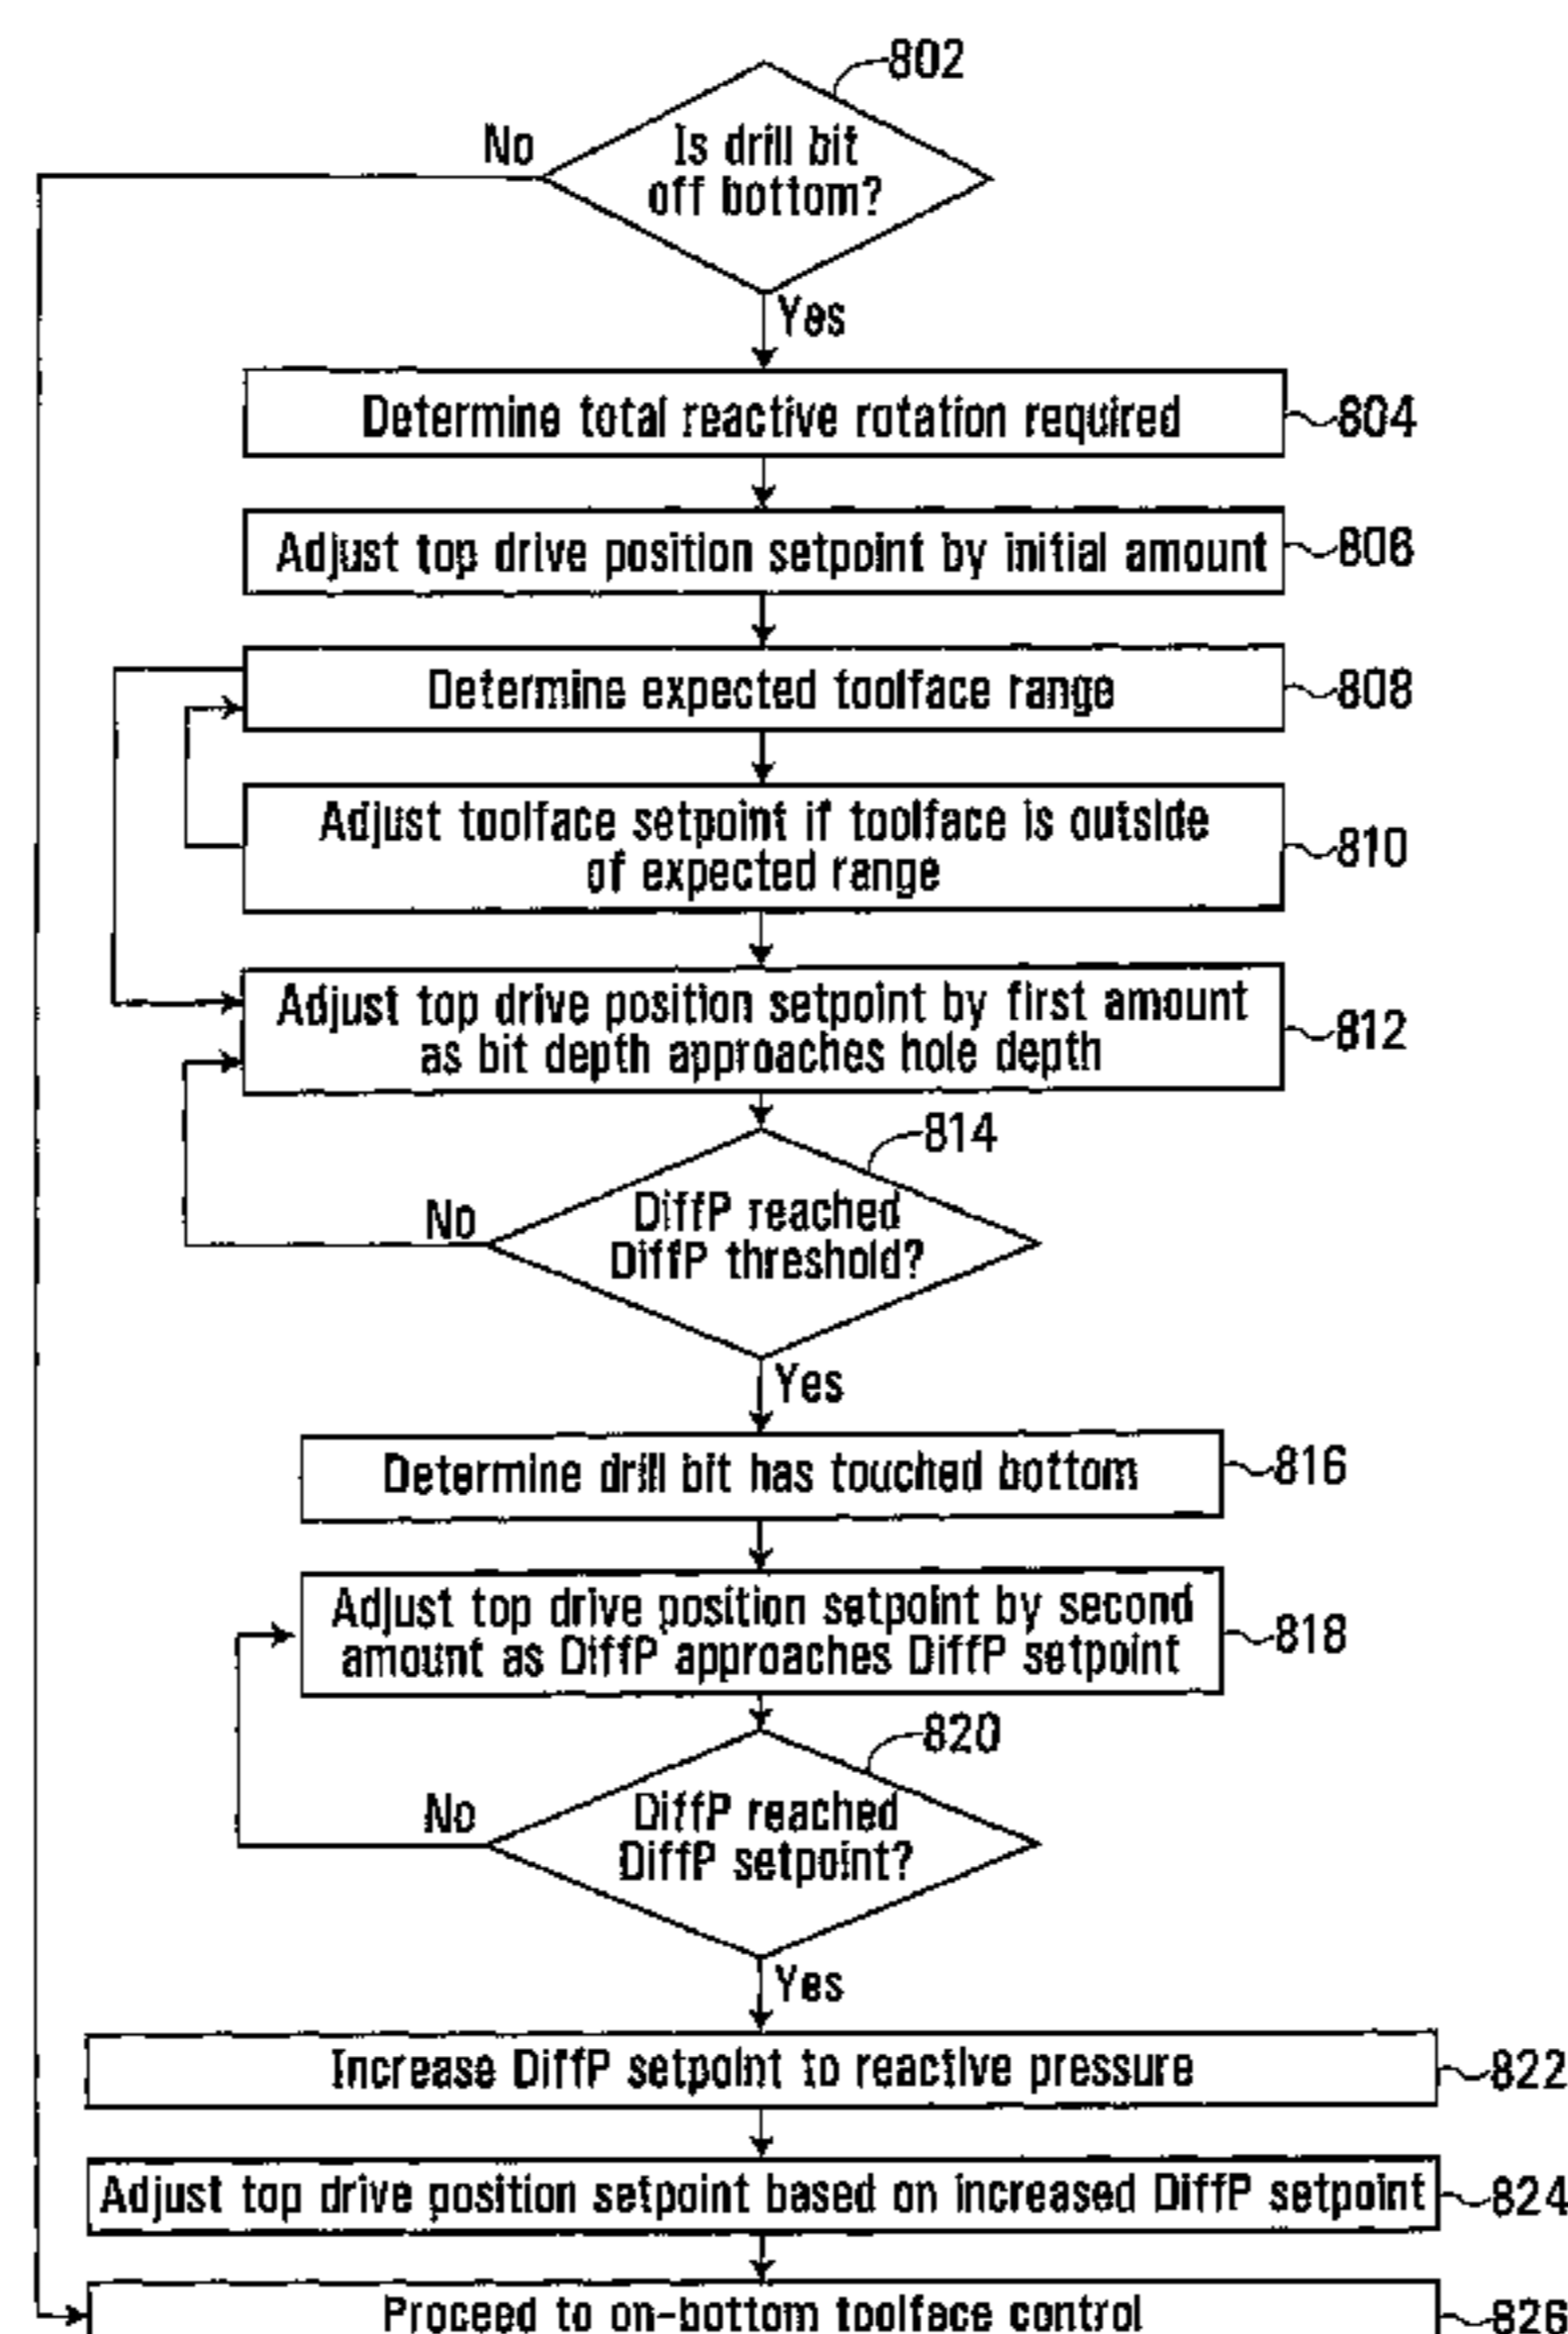 802
No
Is drill bit
off bottom?
Yes
Determine total reactive rotation required
804
Adjust top drive position setpoint by initial amount
806
Determine expected toolface range
808
Adjust toolface setpoint if toolface is outside
of expected range
810
Adjust top drive position setpoint by first amount
as bit depth approaches hole depth
812
814
No
DiffP reached
DiffP threshold?
Yes
Determine drill bit has touched bottom
816
Adjust top drive position setpoint by second
amount as DiffP approaches DiffP setpoint
818
820
No
DiffP reached
DiffP setpoint?
Yes
Increase DiffP setpoint to reactive pressure
822
Adjust top drive position setpoint based on increased DiffP setpoint
824
Proceed to on-bottom toolface control
826